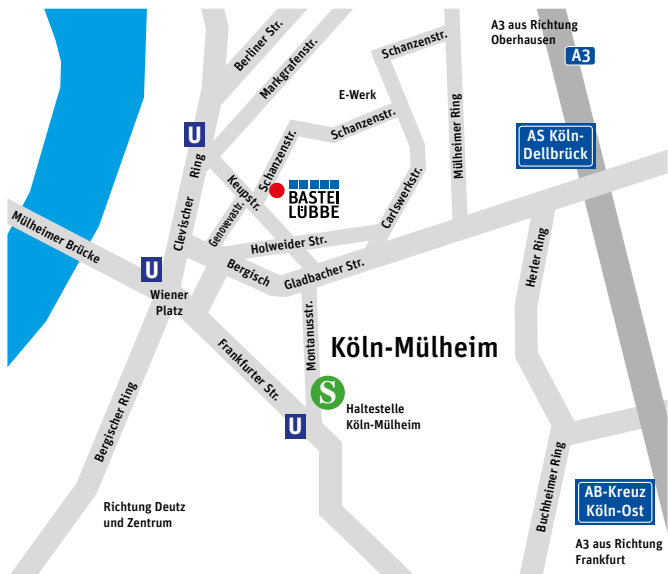 A3 aus Richtung
Oberhausen
A3
Berliner Str.
Markgrafenstr.
Schanzenstr.
E-Werk
Schanzenstr.
Mülheimer Ring
AS Köln-
Dellbrück
U
Clevischer Ring
Keupstr.
Schanzenstr.
Genovevastr.
BASTEI
LÜBBE
Carlswerkstr.
Mülheimer Brücke
Holweider Str.
Herler Ring
U
Wiener
Platz
Bergisch Gladbacher Str.
Montanusstr.
Köln-Mülheim
Frankfurter Str.
S
Haltestelle
Köln-Mülheim
U
Bergischer Ring
Buchheimer Ring
Richtung Deutz
und Zentrum
AB-Kreuz
Köln-Ost
A3 aus Richtung
Frankfurt